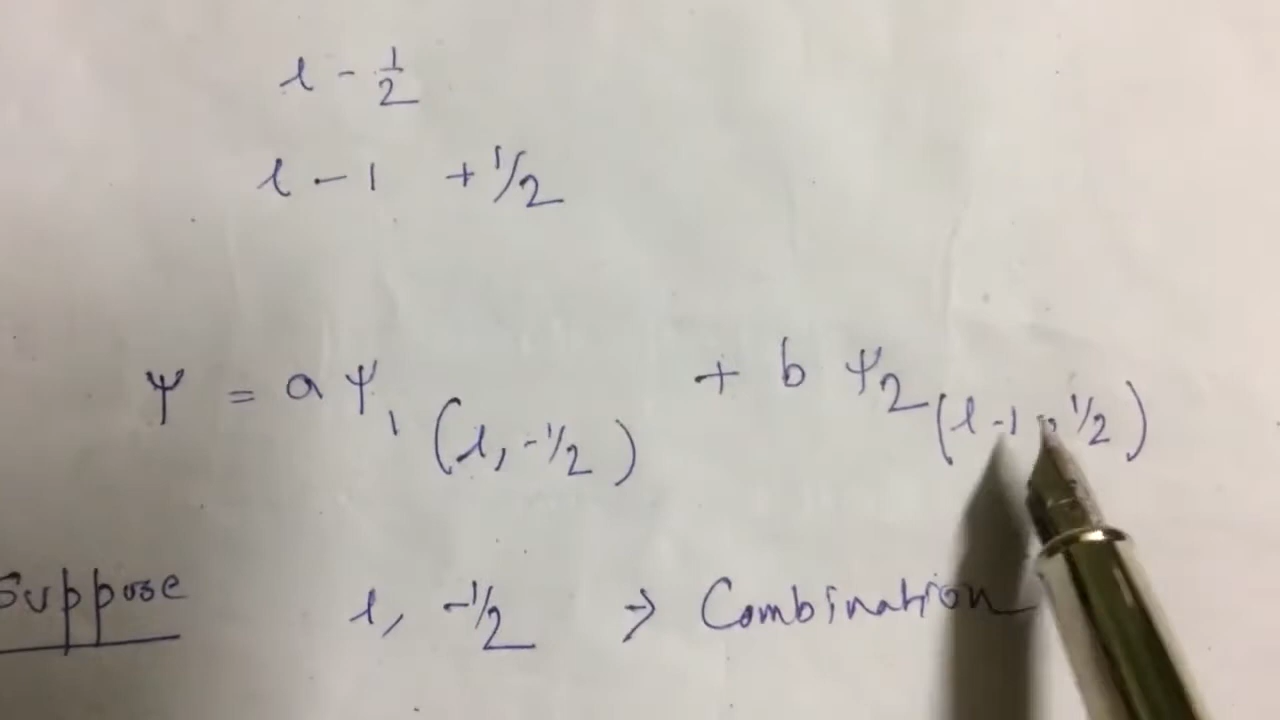 l - 1/2
l - 1 + 1/2
Ψ = a Ψ₁ (l, -1/2) + b Ψ₂ (l-1, 1/2)
Suppose l, -1/2 → Combination